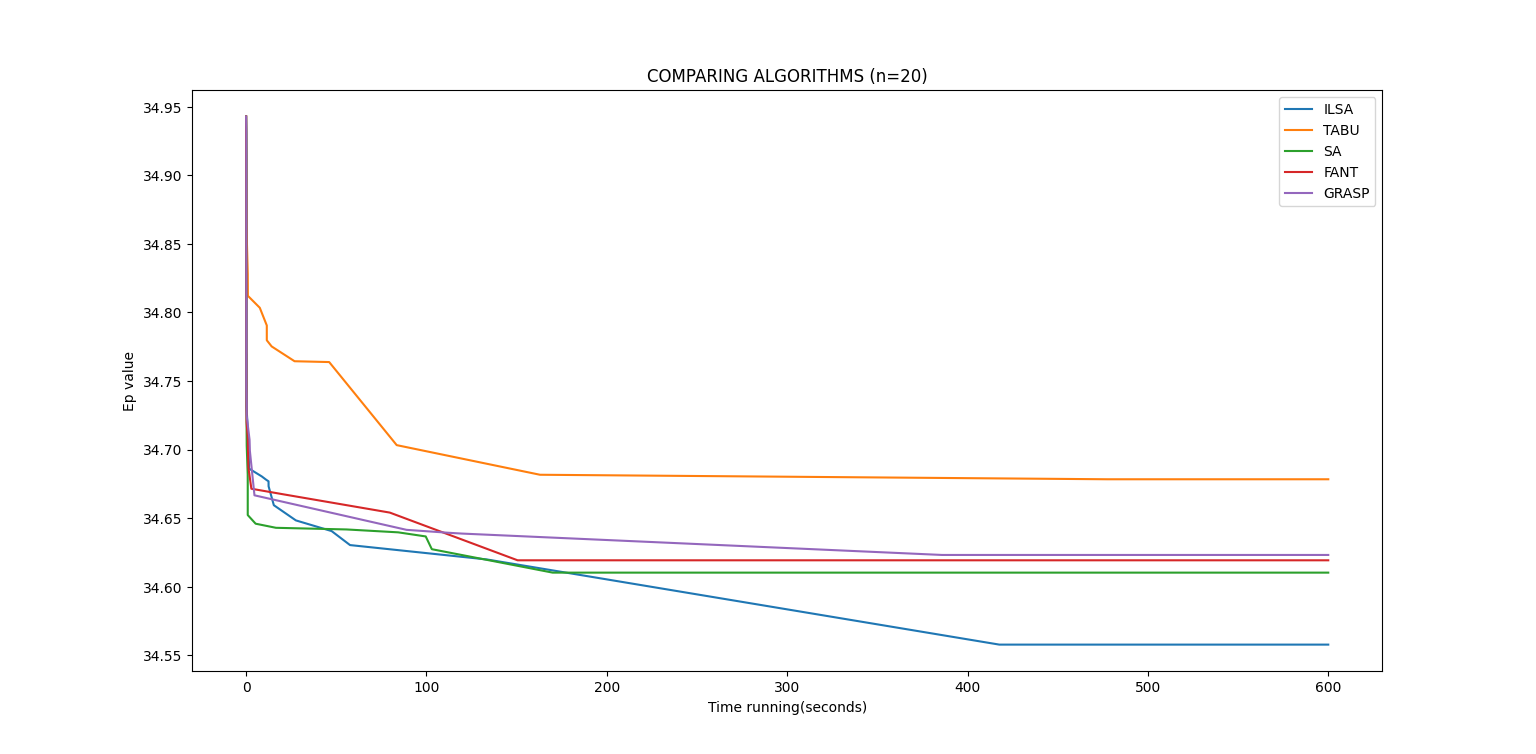 COMPARING ALGORITHMS (n=20)
34.95
34.90
34.85
34.80
34.75
34.70
34.65
34.60
34.55
Ep value
0 100 200 300 400 500 600
Time running(seconds)
ILSA
TABU
SA
FANT
GRASP